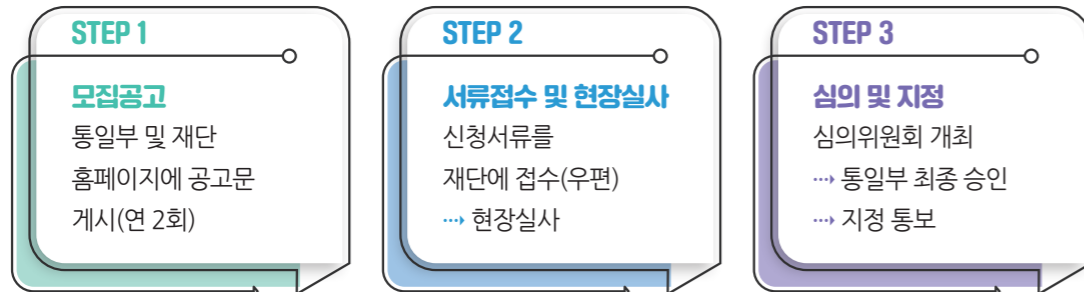 STEP 1
모집공고
통일부 및 재단
홈페이지에 공고문
게시(연 2회)
STEP 2
서류접수 및 현장실사
신청서류를
재단에 접수(우편)
⋯→ 현장실사
STEP 3
심의 및 지정
심의위원회 개최
⋯→ 통일부 최종 승인
⋯→ 지정 통보